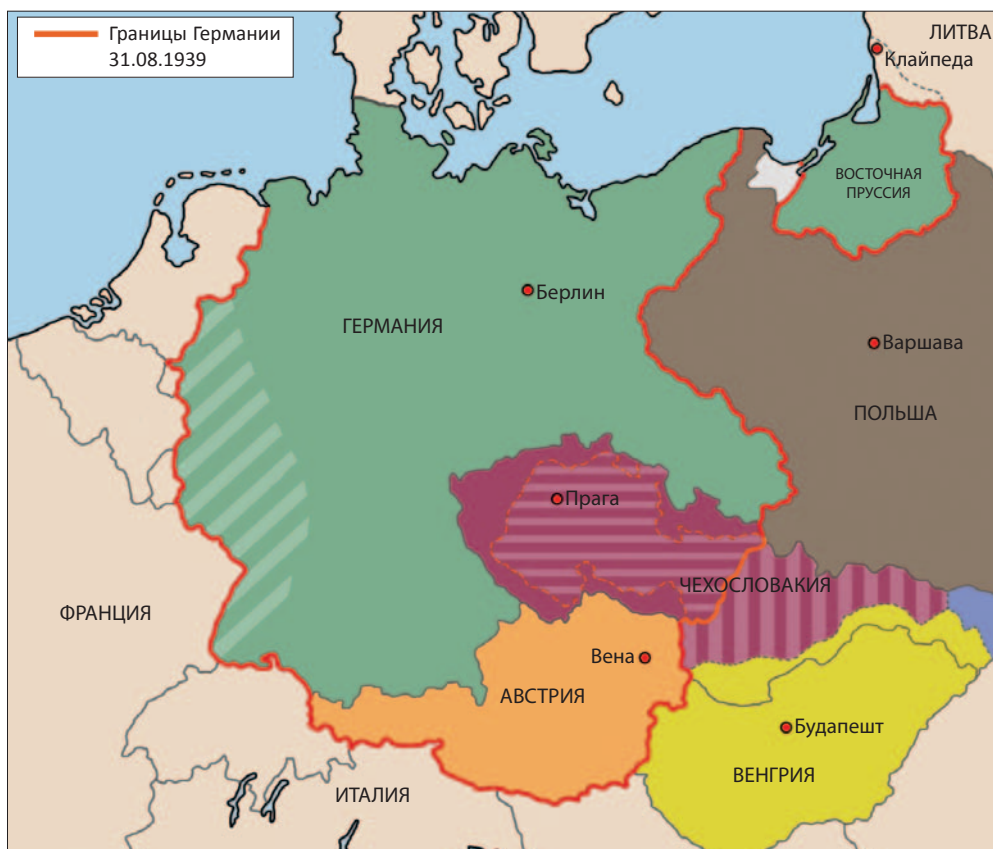 Границы Германии
31.08.1939
ЛИТВА
Клайпеда
ВОСТОЧНАЯ
ПРУССИЯ
Берлин
ГЕРМАНИЯ
Варшава
ПОЛЬША
Прага
ЧЕХОСЛОВАКИЯ
ФРАНЦИЯ
Вена
АВСТРИЯ
Будапешт
ВЕНГРИЯ
ИТАЛИЯ